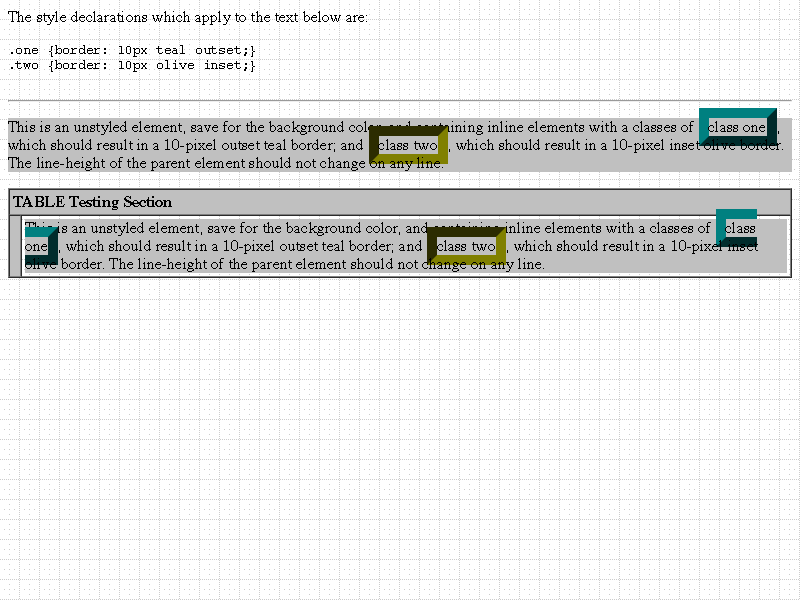 The style declarations which apply to the text below are:
.one {border: 10px teal outset;}
.two {border: 10px olive inset;}
This is an unstyled element, save for the background color, and containing inline elements with a classes of class one ,
which should result in a 10-pixel outset teal border; and class two , which should result in a 10-pixel inset olive border.
The line-height of the parent element should not change on any line.
TABLE Testing Section
This is an unstyled element, save for the background color, and containing inline elements with a classes of class
one , which should result in a 10-pixel outset teal border; and class two , which should result in a 10-pixel inset
olive border. The line-height of the parent element should not change on any line.